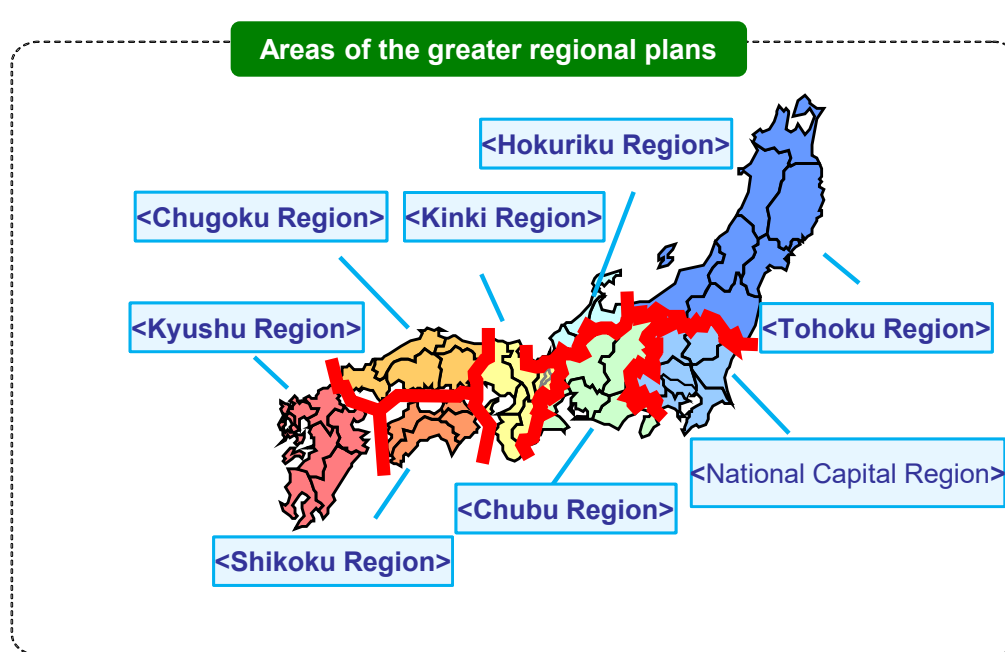 Areas of the greater regional plans
<Hokuriku Region>
<Chugoku Region>
<Kinki Region>
<Kyushu Region>
<Tohoku Region>
<National Capital Region>
<Chubu Region>
<Shikoku Region>